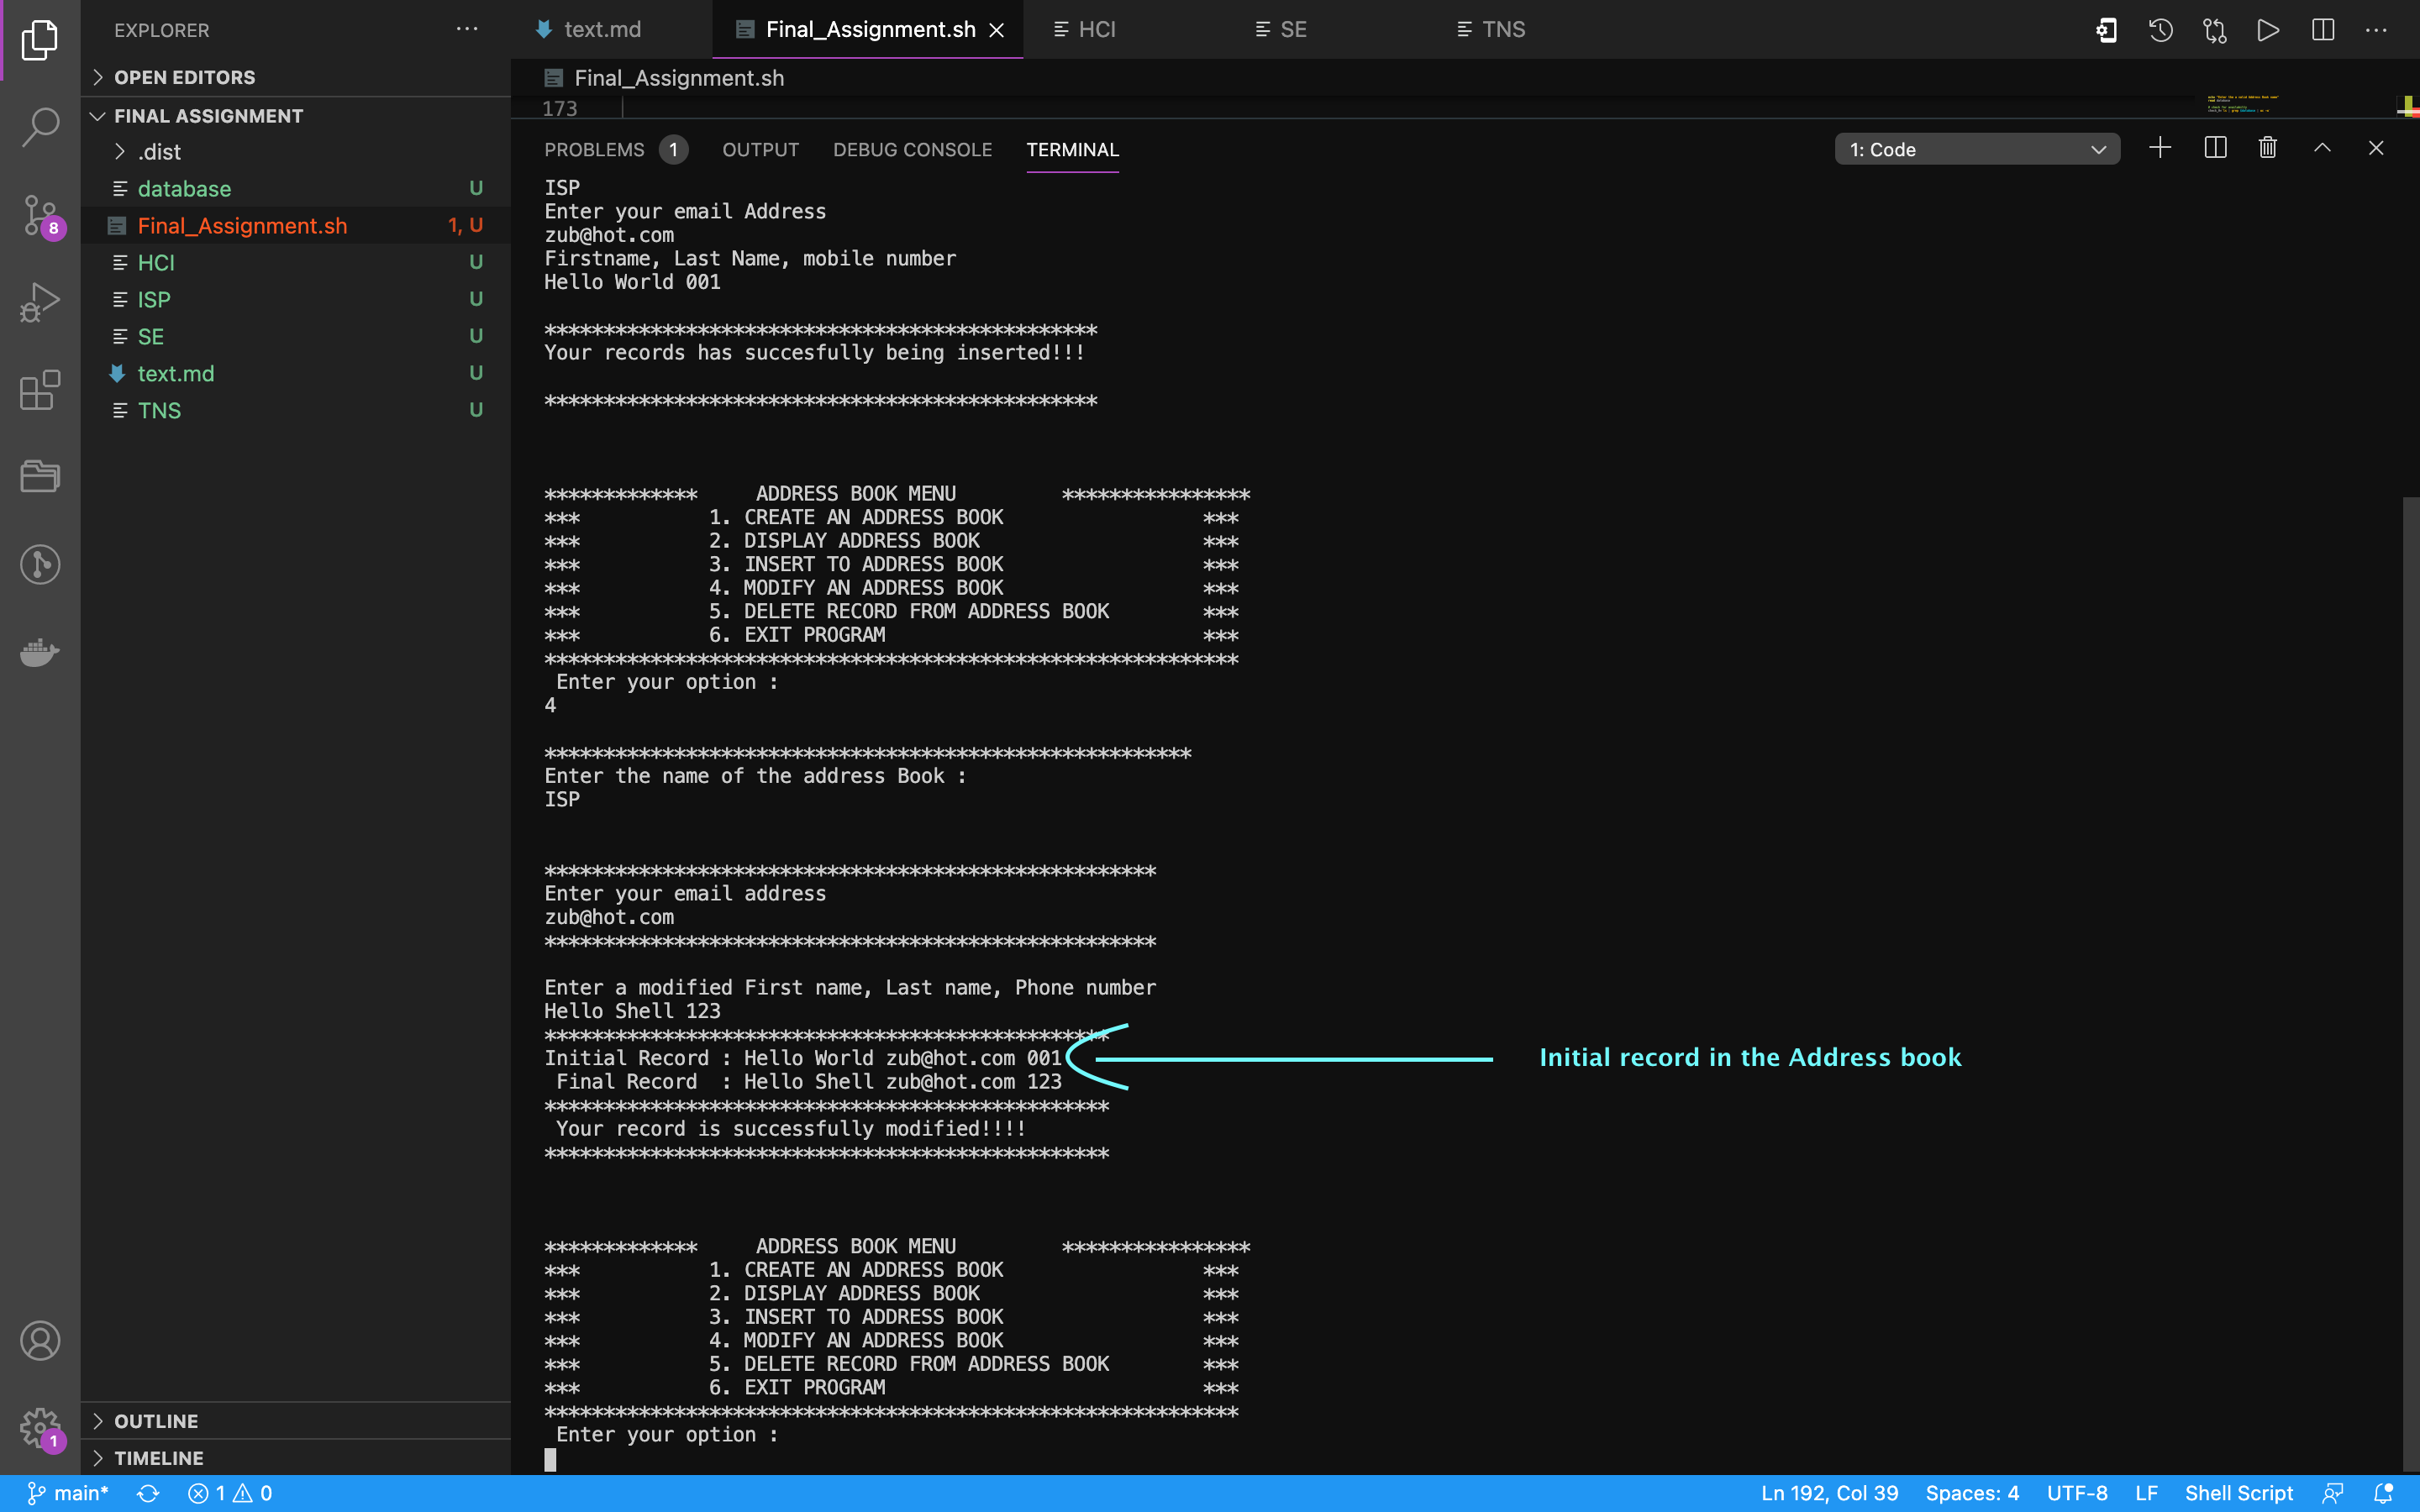 EXPLORER
OPEN EDITORS
FINAL ASSIGNMENT
.dist
database U
Final_Assignment.sh 1, U
HCI U
ISP U
SE U
text.md U
TNS U
OUTLINE
TIMELINE
8
1
text.md Final_Assignment.sh HCI SE TNS
Final_Assignment.sh
173
PROBLEMS 1 OUTPUT DEBUG CONSOLE TERMINAL 1: Code
ISP
Enter your email Address
zub@hot.com
Firstname, Last Name, mobile number
Hello World 001
***********************************************
Your records has succesfully being inserted!!!
***********************************************
************* ADDRESS BOOK MENU ****************
*** 1. CREATE AN ADDRESS BOOK ***
*** 2. DISPLAY ADDRESS BOOK ***
*** 3. INSERT TO ADDRESS BOOK ***
*** 4. MODIFY AN ADDRESS BOOK ***
*** 5. DELETE RECORD FROM ADDRESS BOOK ***
*** 6. EXIT PROGRAM ***
***********************************************************
Enter your option :
4
*******************************************************
Enter the name of the address Book :
ISP
****************************************************
Enter your email address
zub@hot.com
****************************************************
Enter a modified First name, Last name, Phone number
Hello Shell 123
************************************************
Initial Record : Hello World zub@hot.com 001
Initial record in the Address book
Final Record : Hello Shell zub@hot.com 123
************************************************
Your record is successfully modified!!!!
************************************************
************* ADDRESS BOOK MENU ****************
*** 1. CREATE AN ADDRESS BOOK ***
*** 2. DISPLAY ADDRESS BOOK ***
*** 3. INSERT TO ADDRESS BOOK ***
*** 4. MODIFY AN ADDRESS BOOK ***
*** 5. DELETE RECORD FROM ADDRESS BOOK ***
*** 6. EXIT PROGRAM ***
***********************************************************
Enter your option :
main* 1 0 Ln 192, Col 39 Spaces: 4 UTF-8 LF Shell Script